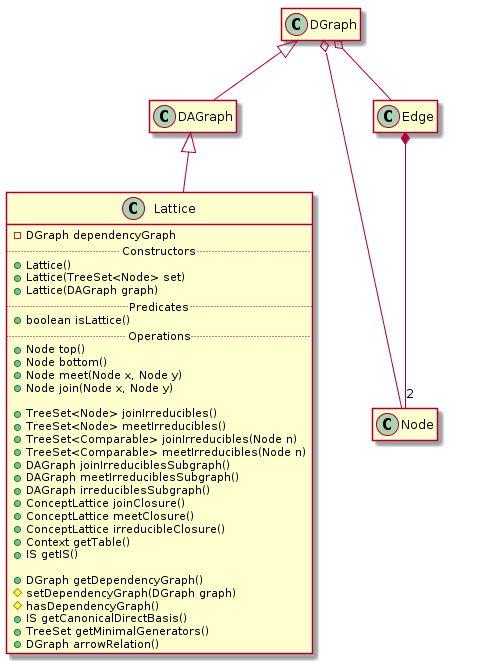 C DGraph
C DAGraph
C Edge
C Lattice
DGraph dependencyGraph
Constructors
Lattice()
Lattice(TreeSet<Node> set)
Lattice(DAGraph graph)
Predicates
boolean isLattice()
Operations
Node top()
Node bottom()
Node meet(Node x, Node y)
Node join(Node x, Node y)
TreeSet<Node> joinIrreducibles()
TreeSet<Node> meetIrreducibles()
TreeSet<Comparable> joinIrreducibles(Node n)
TreeSet<Comparable> meetIrreducibles(Node n)
DAGraph joinIrreduciblesSubgraph()
DAGraph meetIrreduciblesSubgraph()
DAGraph irreduciblesSubgraph()
ConceptLattice joinClosure()
ConceptLattice meetClosure()
ConceptLattice irreducibleClosure()
Context getTable()
IS getIS()
DGraph getDependencyGraph()
setDependencyGraph(DGraph graph)
hasDependencyGraph()
IS getCanonicalDirectBasis()
TreeSet getMinimalGenerators()
DGraph arrowRelation()
2
C Node